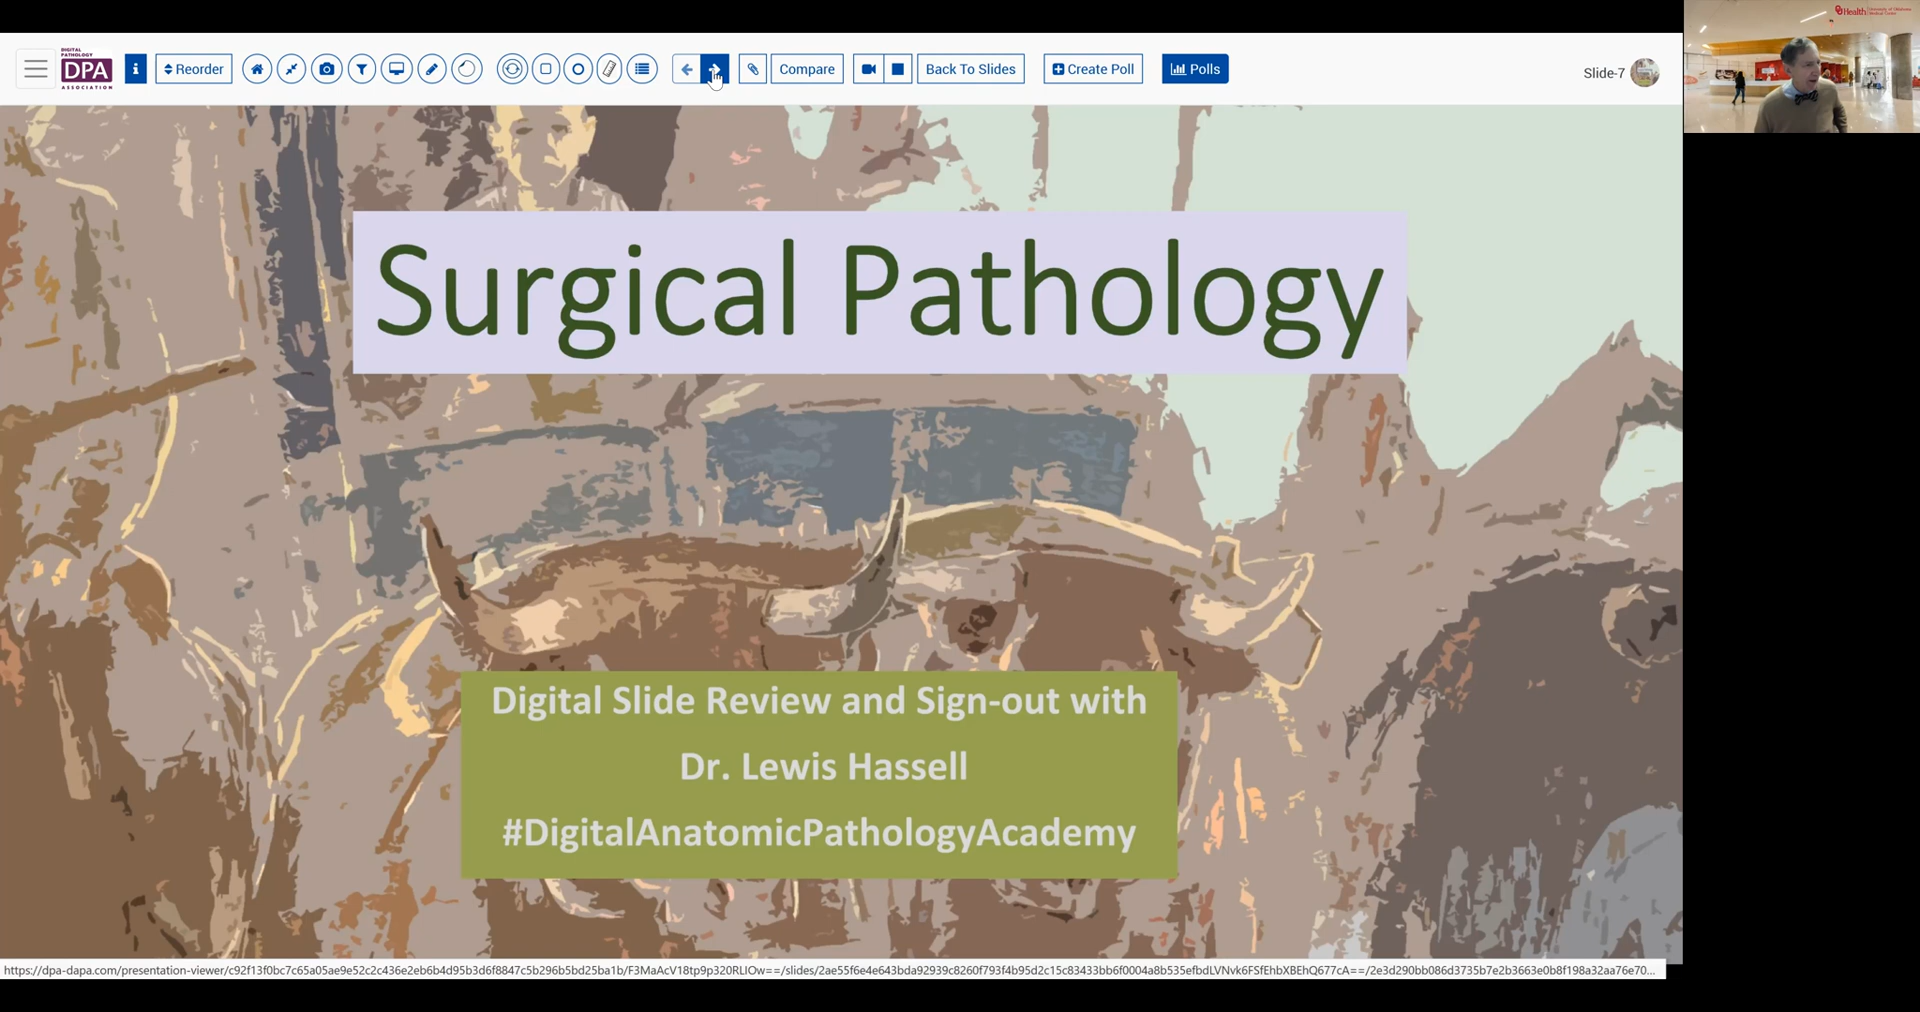 DIGITAL
PATHOLOGY
DPA
ASSOCIATION
i
Reorder
Compare
Back To Slides
Create Poll
Polls
Slide-7
Health
Surgical Pathology
Digital Slide Review and Sign-out with
Dr. Lewis Hassell
#DigitalAnatomicPathologyAcademy